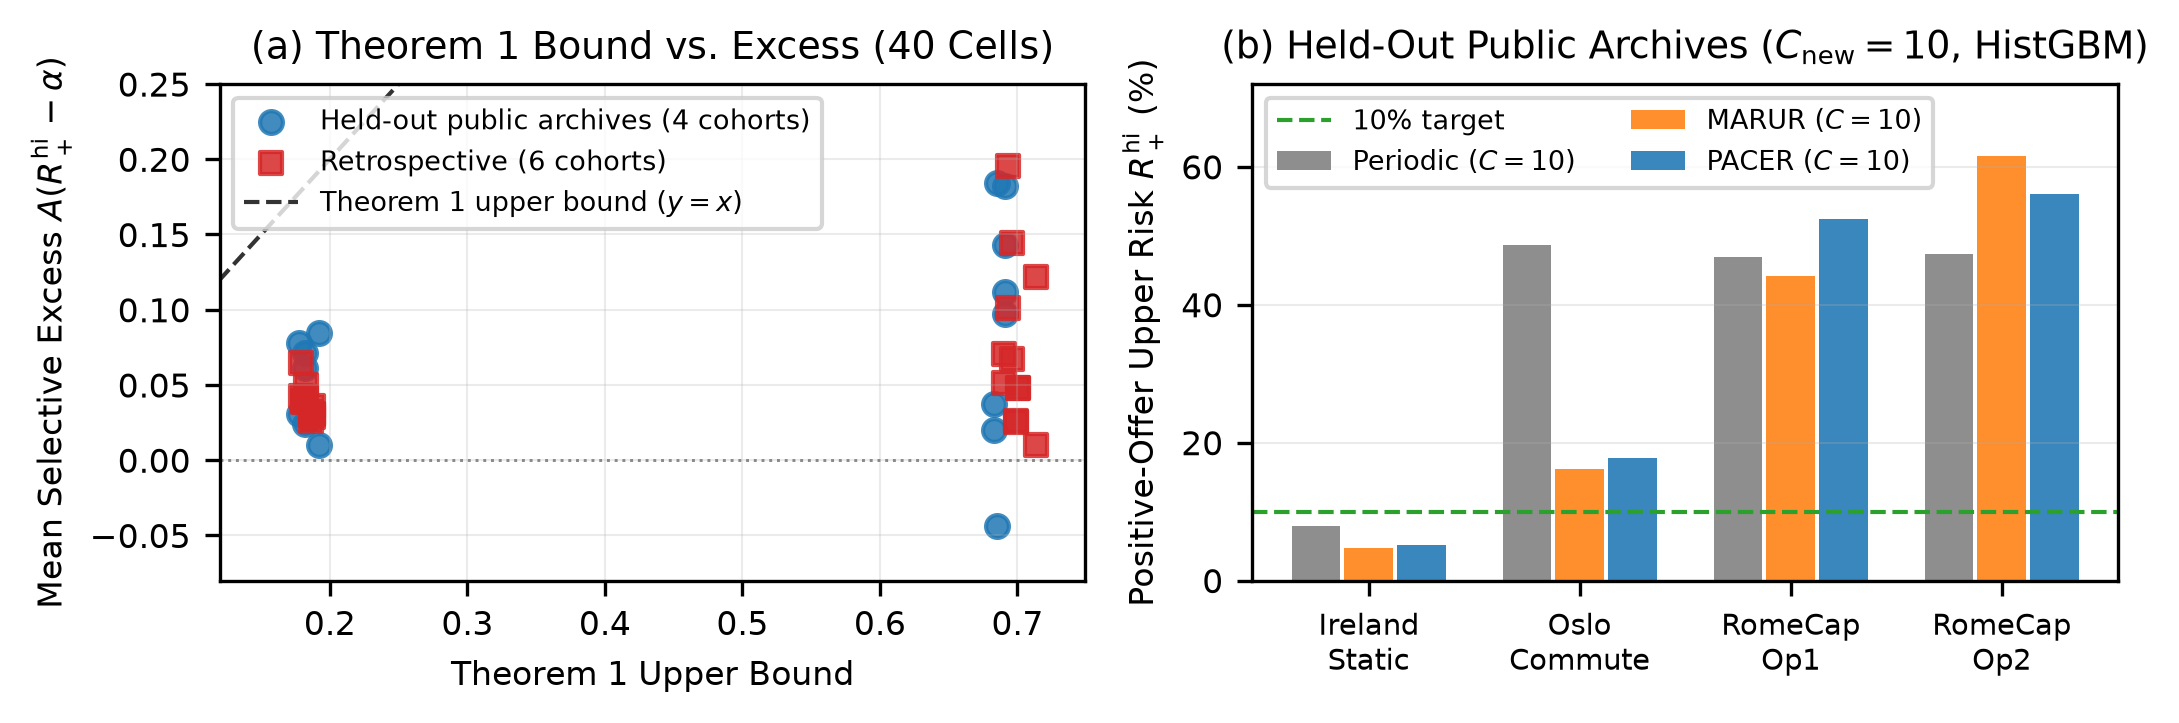 (a) Theorem 1 Bound vs. Excess (40 Cells)
Mean Selective Excess A(R₊ʰⁱ − α)
0.25
0.20
0.15
0.10
0.05
0.00
−0.05
Held-out public archives (4 cohorts)
Retrospective (6 cohorts)
Theorem 1 upper bound (y = x)
0.2 0.3 0.4 0.5 0.6 0.7
Theorem 1 Upper Bound
(b) Held-Out Public Archives (C_new = 10, HistGBM)
Positive-Offer Upper Risk R₊ʰⁱ (%)
60
40
20
0
10% target
Periodic (C = 10)
MARUR (C = 10)
PACER (C = 10)
Ireland
Static
Oslo
Commute
RomeCap
Op1
RomeCap
Op2